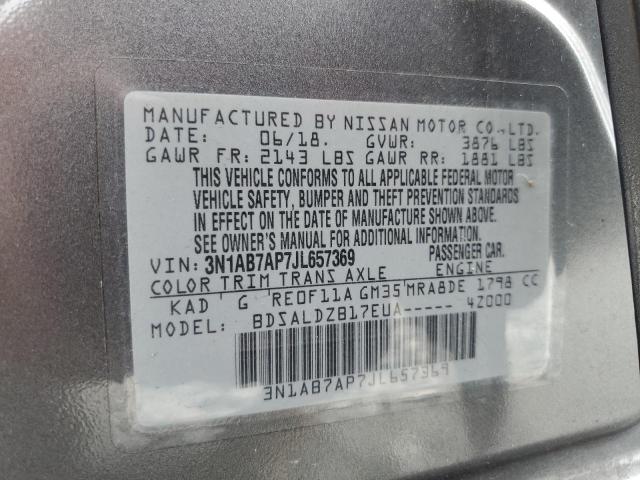 MANUFACTURED BY NISSAN MOTOR CO.,LTD.
DATE: 06/18. GVWR: 3876 LBS
GAWR FR: 2143 LBS GAWR RR: 1881 LBS
THIS VEHICLE CONFORMS TO ALL APPLICABLE FEDERAL MOTOR
VEHICLE SAFETY, BUMPER AND THEFT PREVENTION STANDARDS
IN EFFECT ON THE DATE OF MANUFACTURE SHOWN ABOVE.
SEE OWNER'S MANUAL FOR ADDITIONAL INFORMATION.
VIN: 3N1AB7AP7JL657369 PASSENGER CAR.
COLOR TRIM TRANS AXLE ENGINE
KAD G RE0F11A GM35 MRA8DE 1798 CC
MODEL: BDSALDZB17EUA----- 42000
3N1AB7AP7JL657369